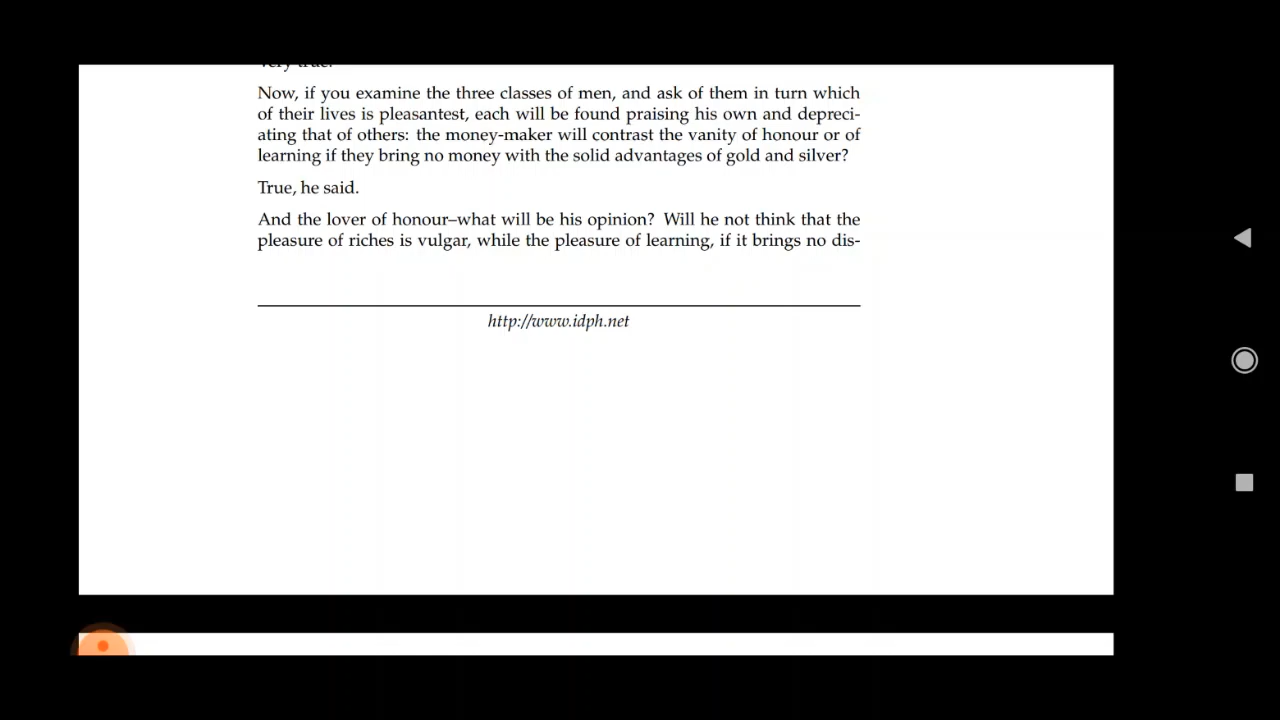 very true.
Now, if you examine the three classes of men, and ask of them in turn which
of their lives is pleasantest, each will be found praising his own and depreci-
ating that of others: the money-maker will contrast the vanity of honour or of
learning if they bring no money with the solid advantages of gold and silver?
True, he said.
And the lover of honour–what will be his opinion? Will he not think that the
pleasure of riches is vulgar, while the pleasure of learning, if it brings no dis-
http://www.idph.net